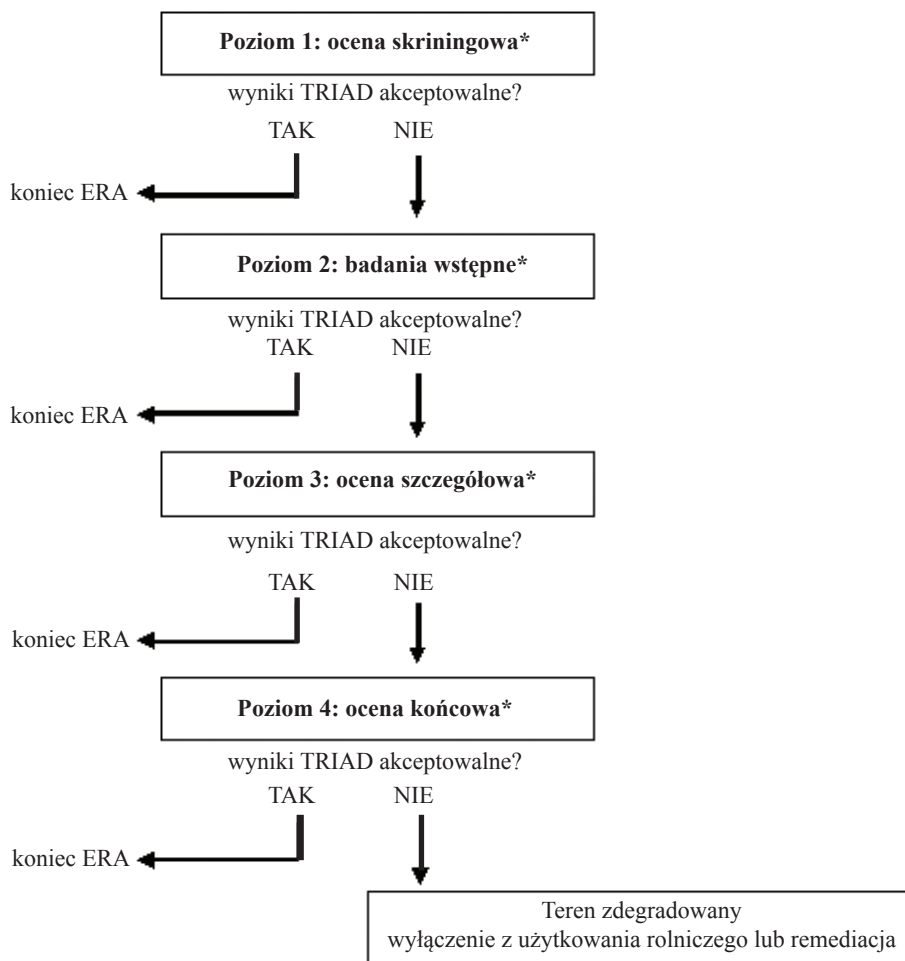 Poziom 1: ocena skriningowa*
wyniki TRIAD akceptowalne?
TAK NIE
koniec ERA
Poziom 2: badania wstępne*
wyniki TRIAD akceptowalne?
TAK NIE
koniec ERA
Poziom 3: ocena szczegółowa*
wyniki TRIAD akceptowalne?
TAK NIE
koniec ERA
Poziom 4: ocena końcowa*
wyniki TRIAD akceptowalne?
TAK NIE
koniec ERA
Teren zdegradowany
wyłączenie z użytkowania rolniczego lub remediacja